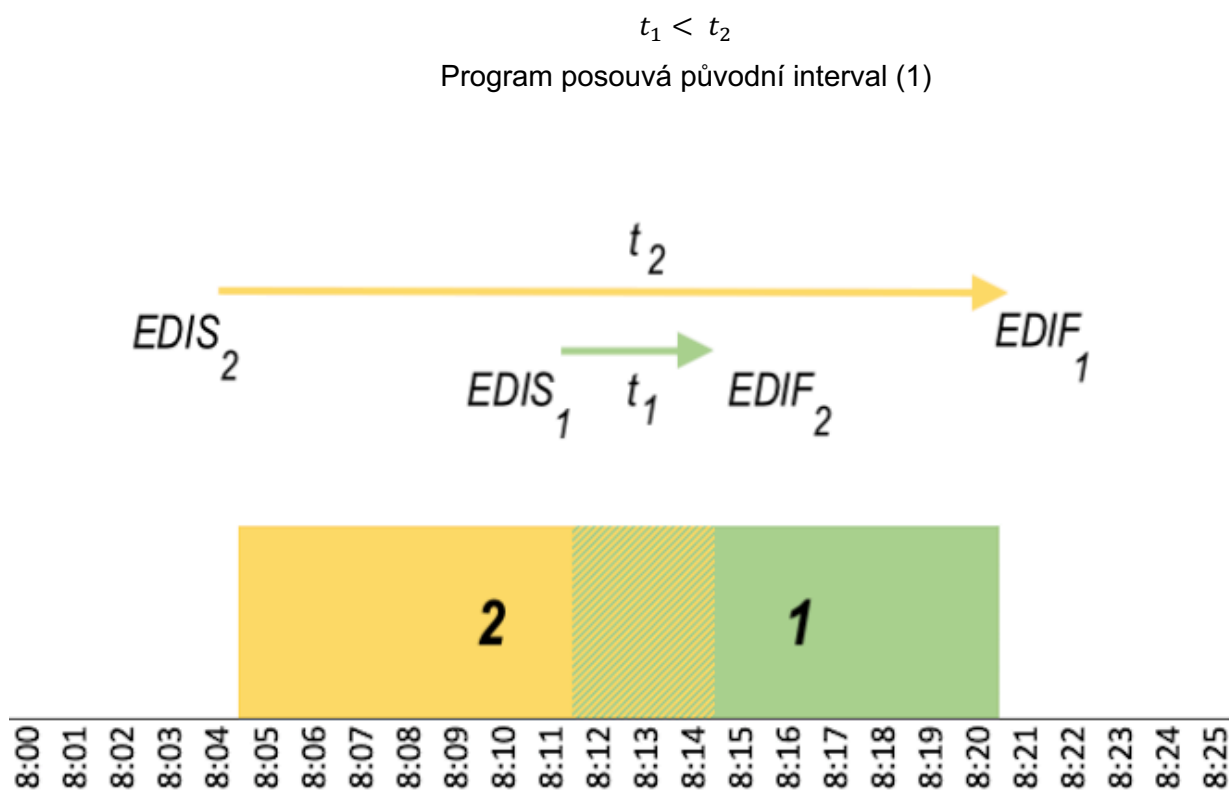 t₁ < t₂
Program posouvá původní interval (1)
t₂
EDIS₂
EDIF₁
EDIS₁ t₁ EDIF₂
2 1
8:00 8:01 8:02 8:03 8:04 8:05 8:06 8:07 8:08 8:09 8:10 8:11 8:12 8:13 8:14 8:15 8:16 8:17 8:18 8:19 8:20 8:21 8:22 8:23 8:24 8:25